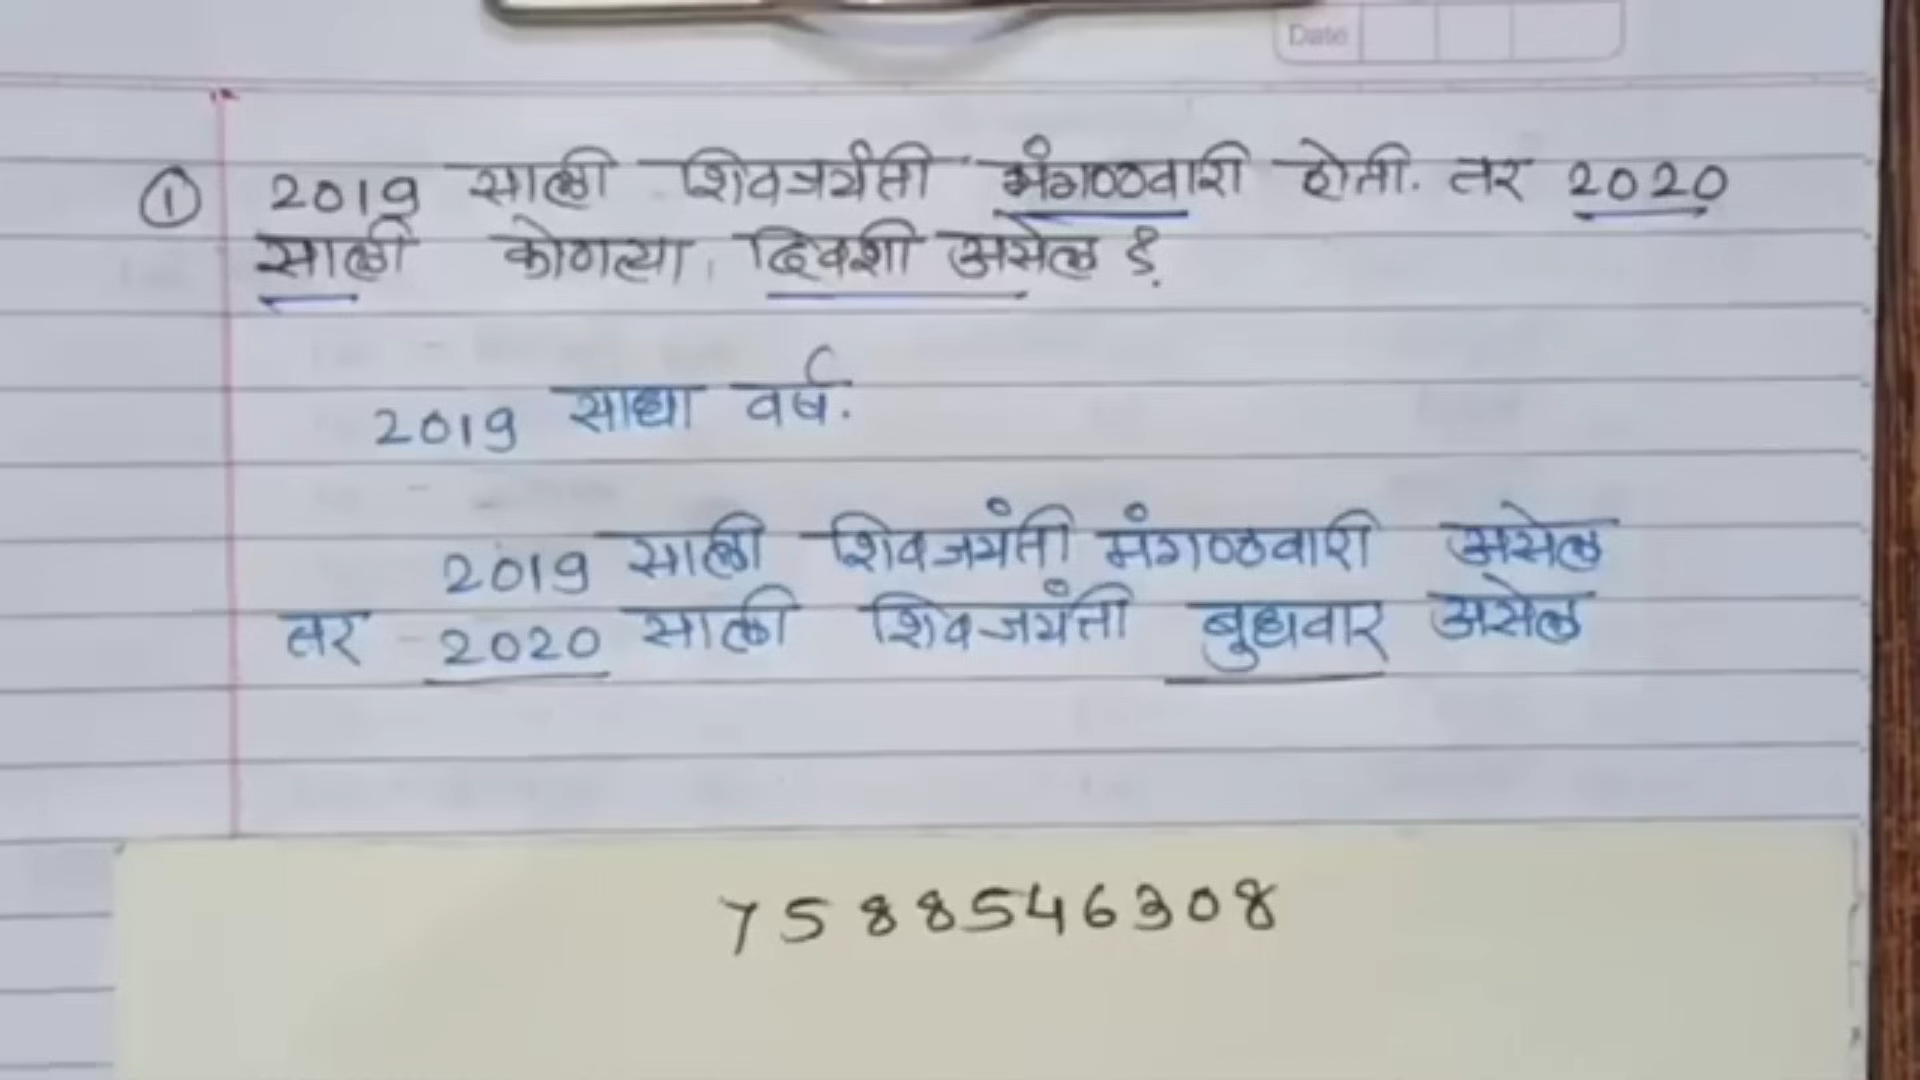 Date
① 2019 साली शिवजयंती मंगळवारी होती. तर 2020
साली कोणत्या दिवशी असेल ?
2019 साधा वर्ष.
2019 साली शिवजयंती मंगळवारी असेल
तर 2020 साली शिवजयंती बुधवार असेल
7588546308